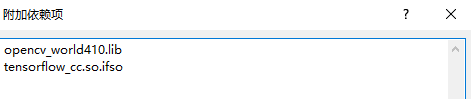 附加依赖项
opencv_world410.lib
tensorflow_cc.so.ifso